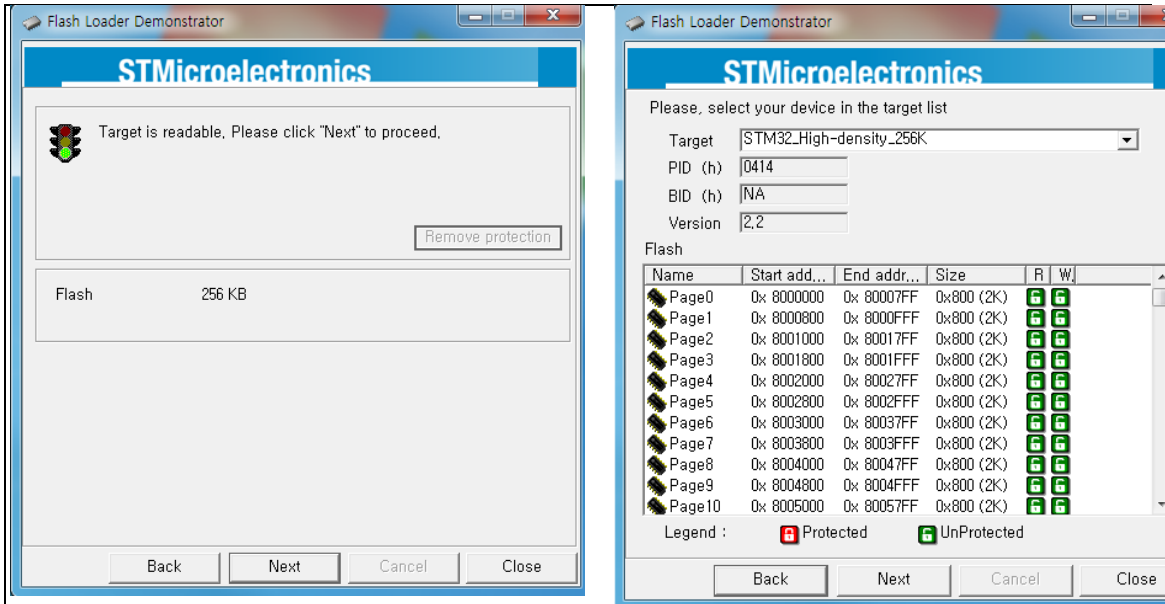 Flash Loader Demonstrator
STMicroelectronics
Target is readable, Please click "Next" to proceed,
Remove protection
Flash 256 KB
Back Next Cancel Close
Flash Loader Demonstrator
STMicroelectronics
Please, select your device in the target list
Target STM32_High-density_256K
PID (h) 0414
BID (h) NA
Version 2,2
Flash
Name Start add,,, End addr,,, Size R W,
Page0 0x 8000000 0x 80007FF 0x800 (2K)
Page1 0x 8000800 0x 8000FFF 0x800 (2K)
Page2 0x 8001000 0x 80017FF 0x800 (2K)
Page3 0x 8001800 0x 8001FFF 0x800 (2K)
Page4 0x 8002000 0x 80027FF 0x800 (2K)
Page5 0x 8002800 0x 8002FFF 0x800 (2K)
Page6 0x 8003000 0x 80037FF 0x800 (2K)
Page7 0x 8003800 0x 8003FFF 0x800 (2K)
Page8 0x 8004000 0x 80047FF 0x800 (2K)
Page9 0x 8004800 0x 8004FFF 0x800 (2K)
Page10 0x 8005000 0x 80057FF 0x800 (2K)
Legend : Protected UnProtected
Back Next Cancel Close